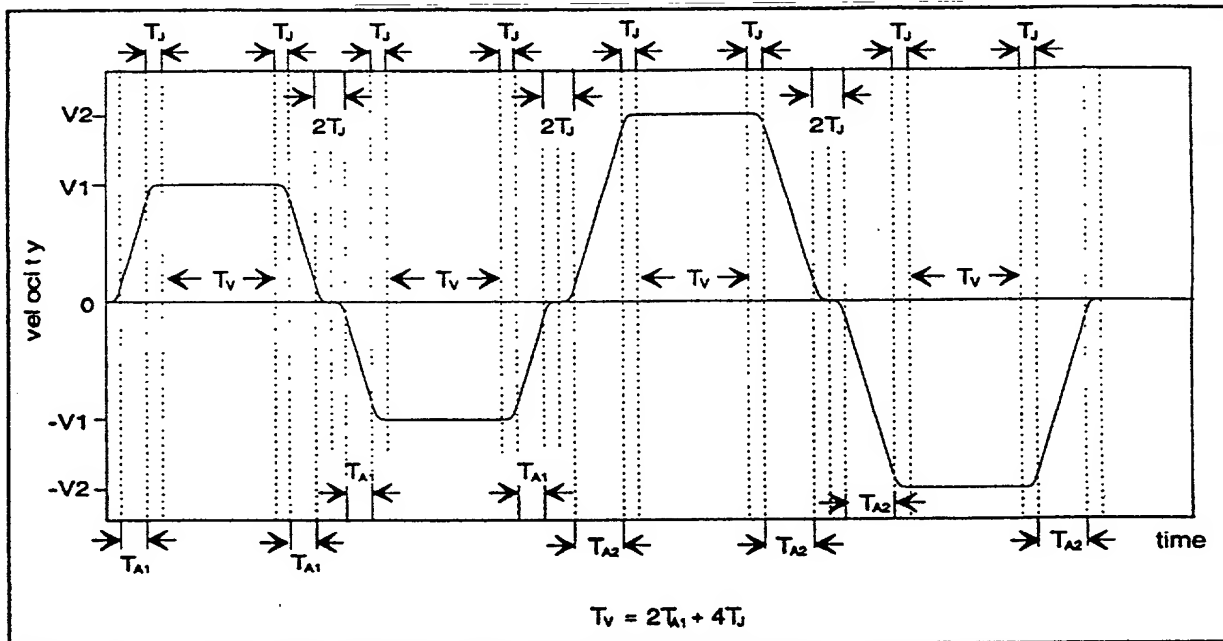 TJ TJ TJ TJ TJ TJ TJ TJ
2TJ 2TJ 2TJ
V2
V1
TV TV TV TV
0
velocity
-V1
-V2
TA1 TA1 TA2
TA1 TA1 TA2 TA2 TA2 time
TV = 2TA1 + 4TJ